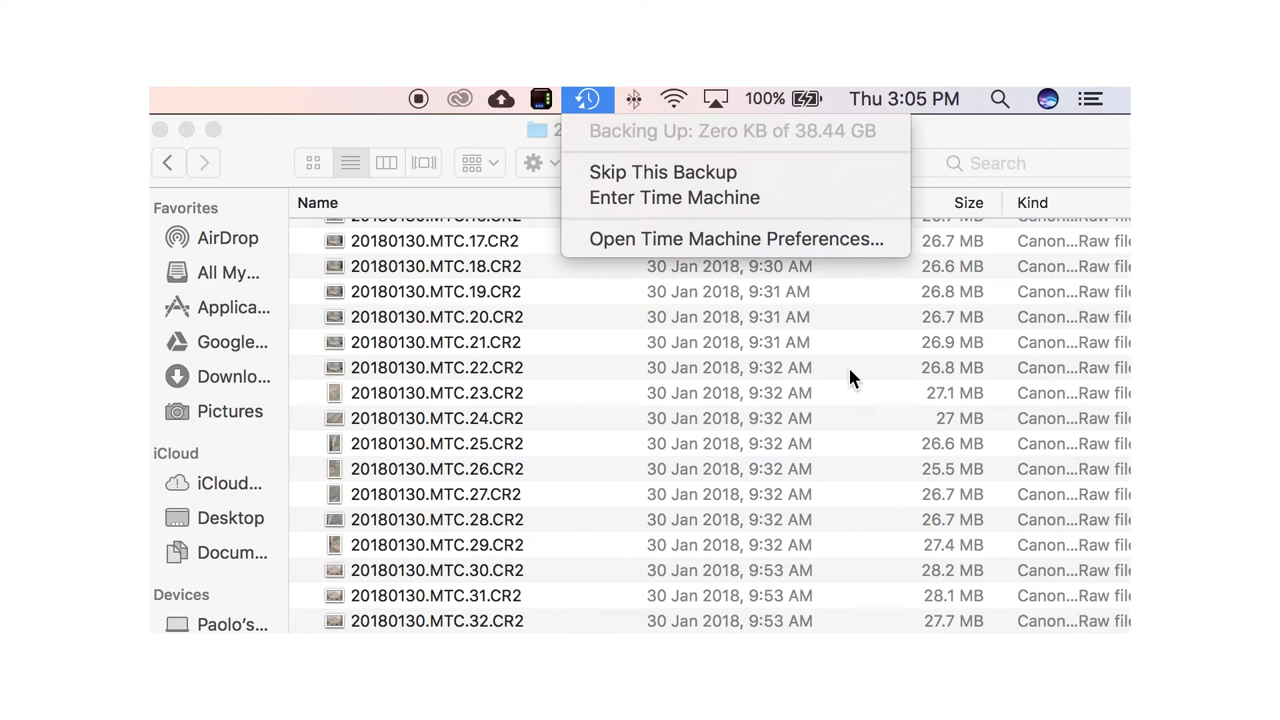 100% Thu 3:05 PM
2
Backing Up: Zero KB of 38.44 GB
Skip This Backup
Enter Time Machine
Open Time Machine Preferences...
Search
Name Size Kind
Favorites
AirDrop
All My...
Applica...
Google...
Downlo...
Pictures
iCloud
iCloud...
Desktop
Docum...
Devices
Paolo's...
20180130.MTC.17.CR2 26.7 MB Canon...Raw file
20180130.MTC.18.CR2 30 Jan 2018, 9:30 AM 26.6 MB Canon...Raw file
20180130.MTC.19.CR2 30 Jan 2018, 9:31 AM 26.8 MB Canon...Raw file
20180130.MTC.20.CR2 30 Jan 2018, 9:31 AM 26.7 MB Canon...Raw file
20180130.MTC.21.CR2 30 Jan 2018, 9:31 AM 26.9 MB Canon...Raw file
20180130.MTC.22.CR2 30 Jan 2018, 9:32 AM 26.8 MB Canon...Raw file
20180130.MTC.23.CR2 30 Jan 2018, 9:32 AM 27.1 MB Canon...Raw file
20180130.MTC.24.CR2 30 Jan 2018, 9:32 AM 27 MB Canon...Raw file
20180130.MTC.25.CR2 30 Jan 2018, 9:32 AM 26.6 MB Canon...Raw file
20180130.MTC.26.CR2 30 Jan 2018, 9:32 AM 25.5 MB Canon...Raw file
20180130.MTC.27.CR2 30 Jan 2018, 9:32 AM 26.7 MB Canon...Raw file
20180130.MTC.28.CR2 30 Jan 2018, 9:32 AM 26.7 MB Canon...Raw file
20180130.MTC.29.CR2 30 Jan 2018, 9:32 AM 27.4 MB Canon...Raw file
20180130.MTC.30.CR2 30 Jan 2018, 9:53 AM 28.2 MB Canon...Raw file
20180130.MTC.31.CR2 30 Jan 2018, 9:53 AM 28.1 MB Canon...Raw file
20180130.MTC.32.CR2 30 Jan 2018, 9:53 AM 27.7 MB Canon...Raw file